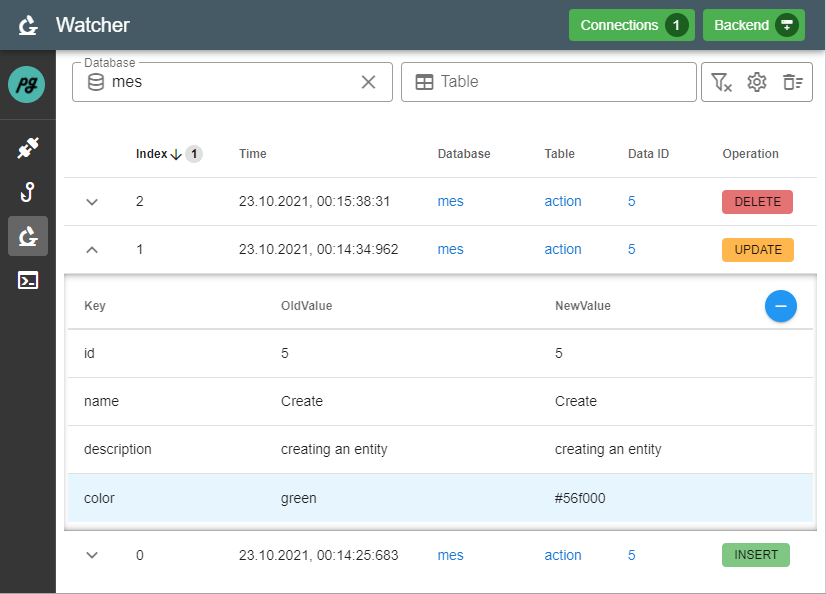 Watcher
Connections 1
Backend
pg
Database
mes
Table
Index 1 Time Database Table Data ID Operation
2 23.10.2021, 00:15:38:31 mes action 5 DELETE
1 23.10.2021, 00:14:34:962 mes action 5 UPDATE
Key OldValue NewValue
id 5 5
name Create Create
description creating an entity creating an entity
color green #56f000
0 23.10.2021, 00:14:25:683 mes action 5 INSERT